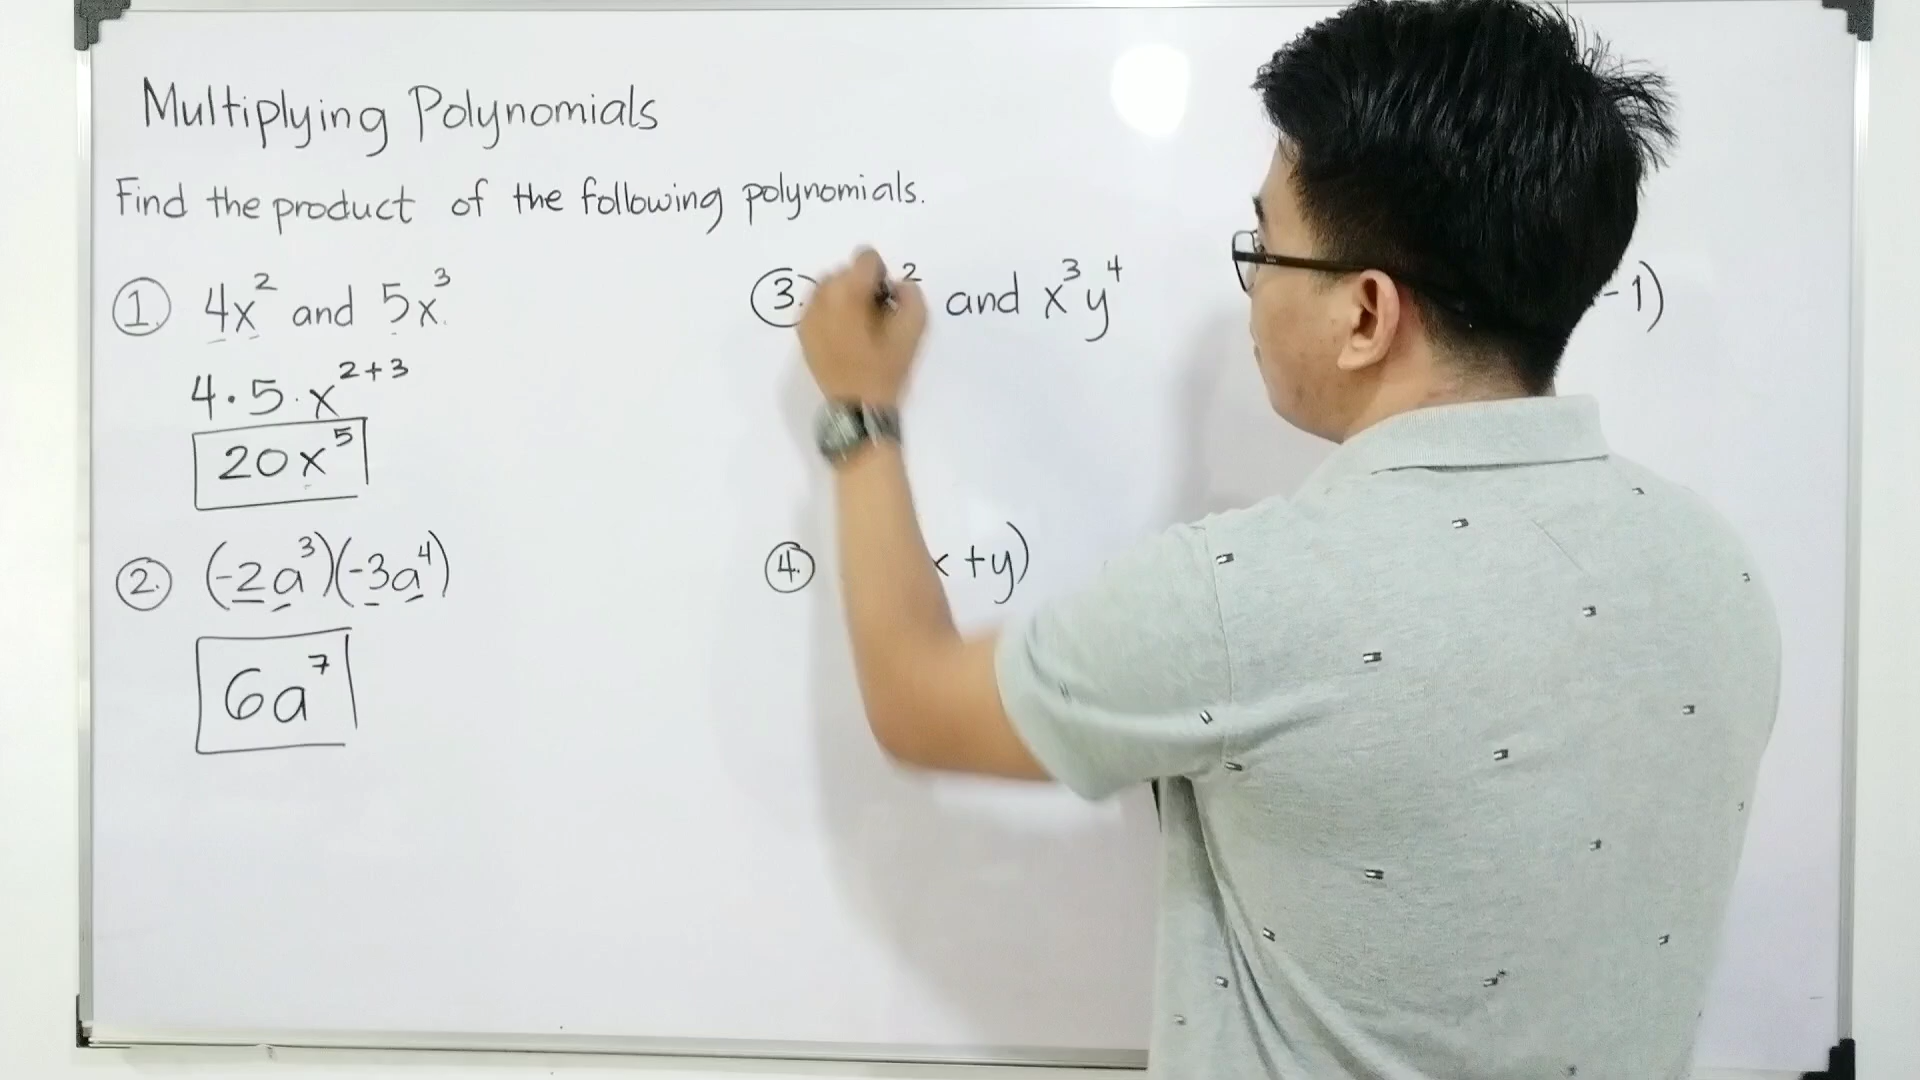 Multiplying Polynomials
Find the product of the following polynomials.
1. 4x² and 5x³
4·5·x²⁺³
20x⁵
2. (-2a³)(-3a⁴)
6a⁷
3. ² and x³y⁴
4. x+y)
-1)